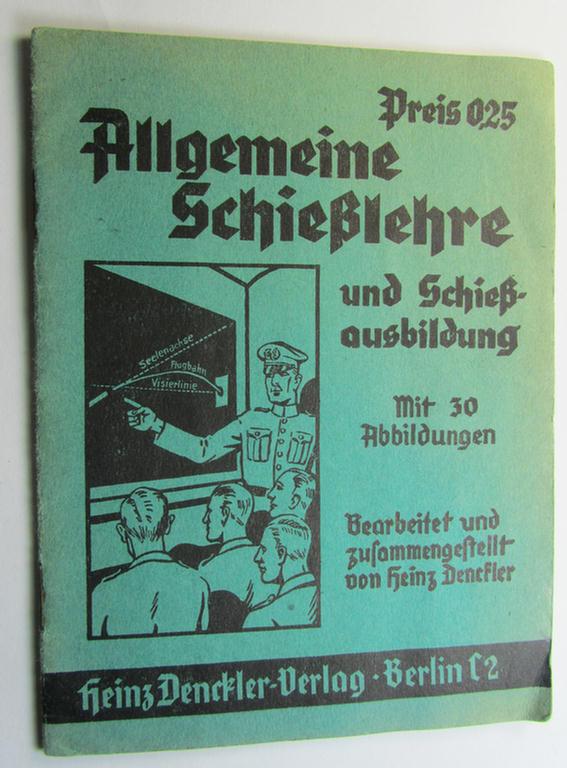 Preis 0,25
Allgemeine
Schießlehre
und Schieß-
ausbildung
Seelenachse
Flugbahn
Visierlinie
Mit 30
Abbildungen
Bearbeitet und
zusammengestellt
von Heinz Denckler
Heinz Denckler-Verlag · Berlin C2